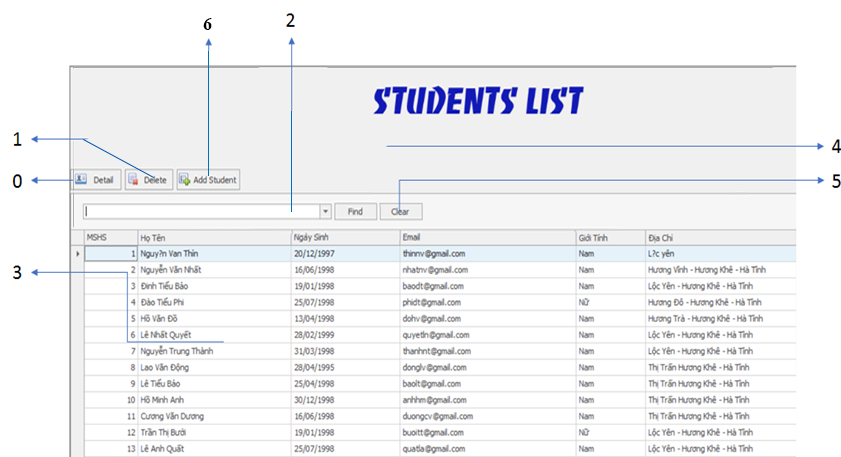 6 2
STUDENTS LIST
1 4
0 Detail Delete Add Student 5
Find Clear
MSHS Họ Tên Ngày Sinh Email Giới Tính Địa Chỉ
1 Nguy?n Van Thìn 20/12/1997 thinnv@gmail.com Nam L?c yên
3 2 Nguyễn Văn Nhất 16/06/1998 nhatnv@gmail.com Nam Hương Vĩnh - Hương Khê - Hà Tĩnh
3 Đinh Tiểu Bảo 19/01/1998 baodt@gmail.com Nam Lộc Yên - Hương Khê - Hà Tĩnh
4 Đào Tiểu Phi 25/07/1998 phidt@gmail.com Nữ Hương Đô - Hương Khê - Hà Tĩnh
5 Hồ Văn Đô 13/04/1998 dohv@gmail.com Nam Hương Trà - Hương Khê - Hà Tĩnh
6 Lê Nhất Quyết 28/02/1999 quyetln@gmail.com Nam Lộc Yên - Hương Khê - Hà Tĩnh
7 Nguyễn Trung Thành 31/03/1998 thanhnt@gmail.com Nam Lộc Yên - Hương Khê - Hà Tĩnh
8 Lao Văn Động 28/04/1995 donglv@gmail.com Nam Thị Trấn Hương Khê - Hà Tĩnh
9 Lê Tiểu Bảo 25/04/1998 baolt@gmail.com Nam Thị Trấn Hương Khê - Hà Tĩnh
10 Hồ Minh Anh 30/12/1998 anhhm@gmail.com Nam Thị Trấn Hương Khê - Hà Tĩnh
11 Cương Văn Dương 16/06/1998 duongcv@gmail.com Nam Thị Trấn Hương Khê - Hà Tĩnh
12 Trần Thị Bưởi 19/01/1998 buoitt@gmail.com Nữ Lộc Yên - Hương Khê - Hà Tĩnh
13 Lê Anh Quất 25/07/1998 quatla@gmail.com Nam Lộc Yên - Hương Khê - Hà Tĩnh